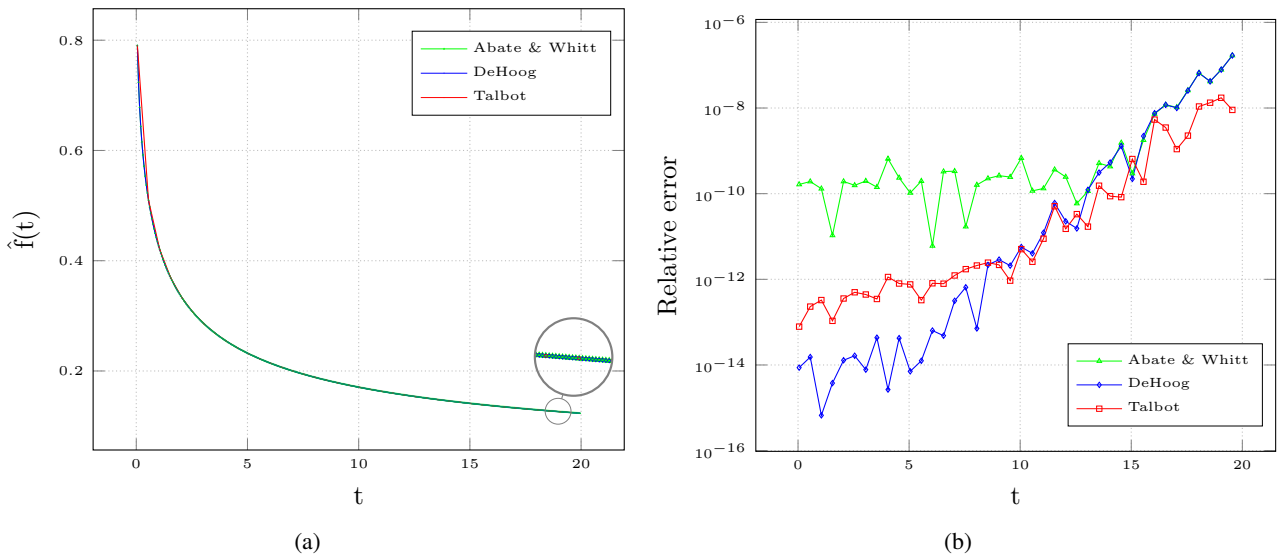 0.8
0.6
0.4
0.2
0
5
10
15
20
f̂(t)
t
Abate & Whitt
DeHoog
Talbot
(a)
10⁻⁶
10⁻⁸
10⁻¹⁰
10⁻¹²
10⁻¹⁴
10⁻¹⁶
0
5
10
15
20
Relative error
t
Abate & Whitt
DeHoog
Talbot
(b)